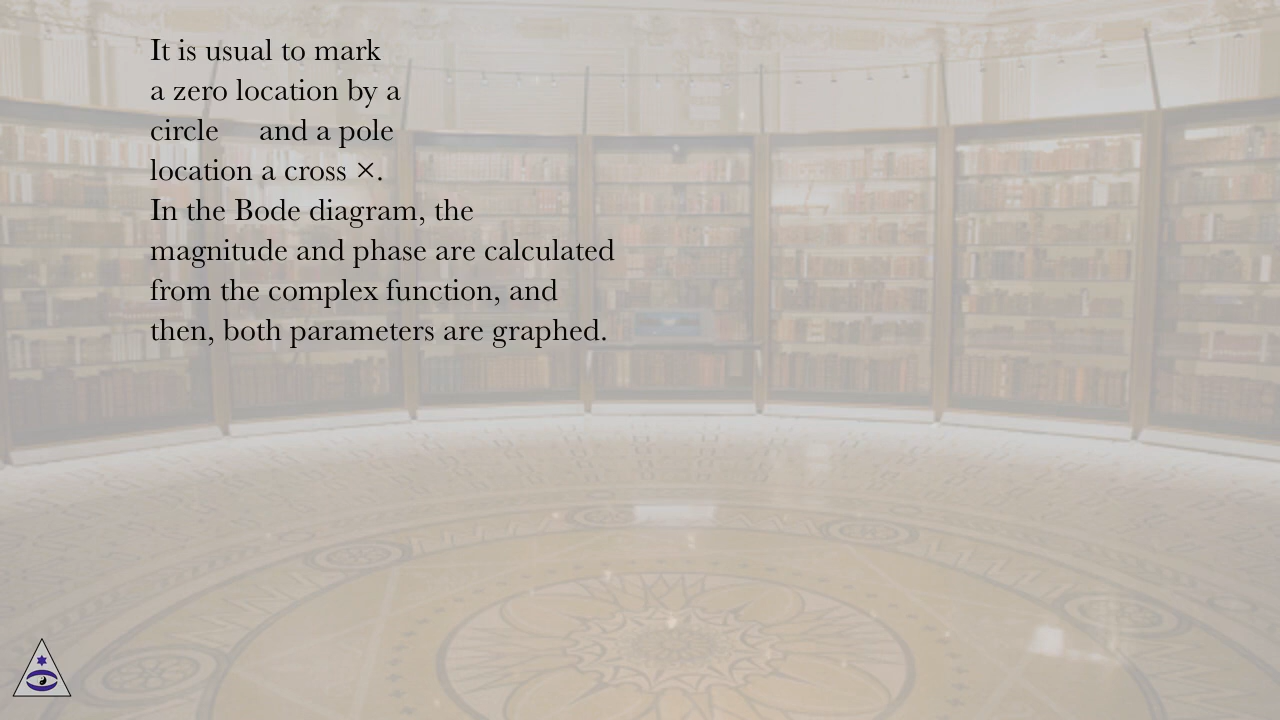 It is usual to mark
a zero location by a
circle and a pole
location a cross ×.
In the Bode diagram, the
magnitude and phase are calculated
from the complex function, and
then, both parameters are graphed.